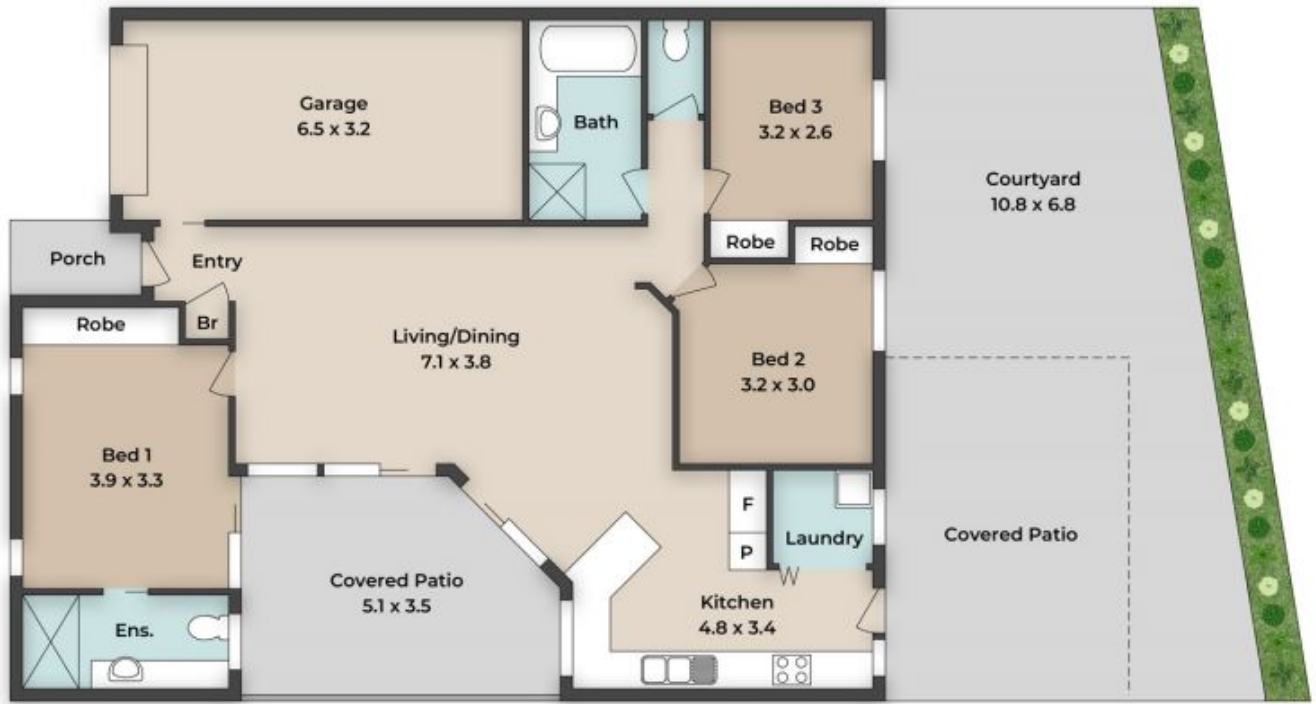 Garage
6.5 x 3.2
Bath
Bed 3
3.2 x 2.6
Courtyard
10.8 x 6.8
Porch
Entry
Robe
Robe
Robe
Br
Living/Dining
7.1 x 3.8
Bed 2
3.2 x 3.0
Bed 1
3.9 x 3.3
F
P
Laundry
Covered Patio
Covered Patio
5.1 x 3.5
Kitchen
4.8 x 3.4
Ens.